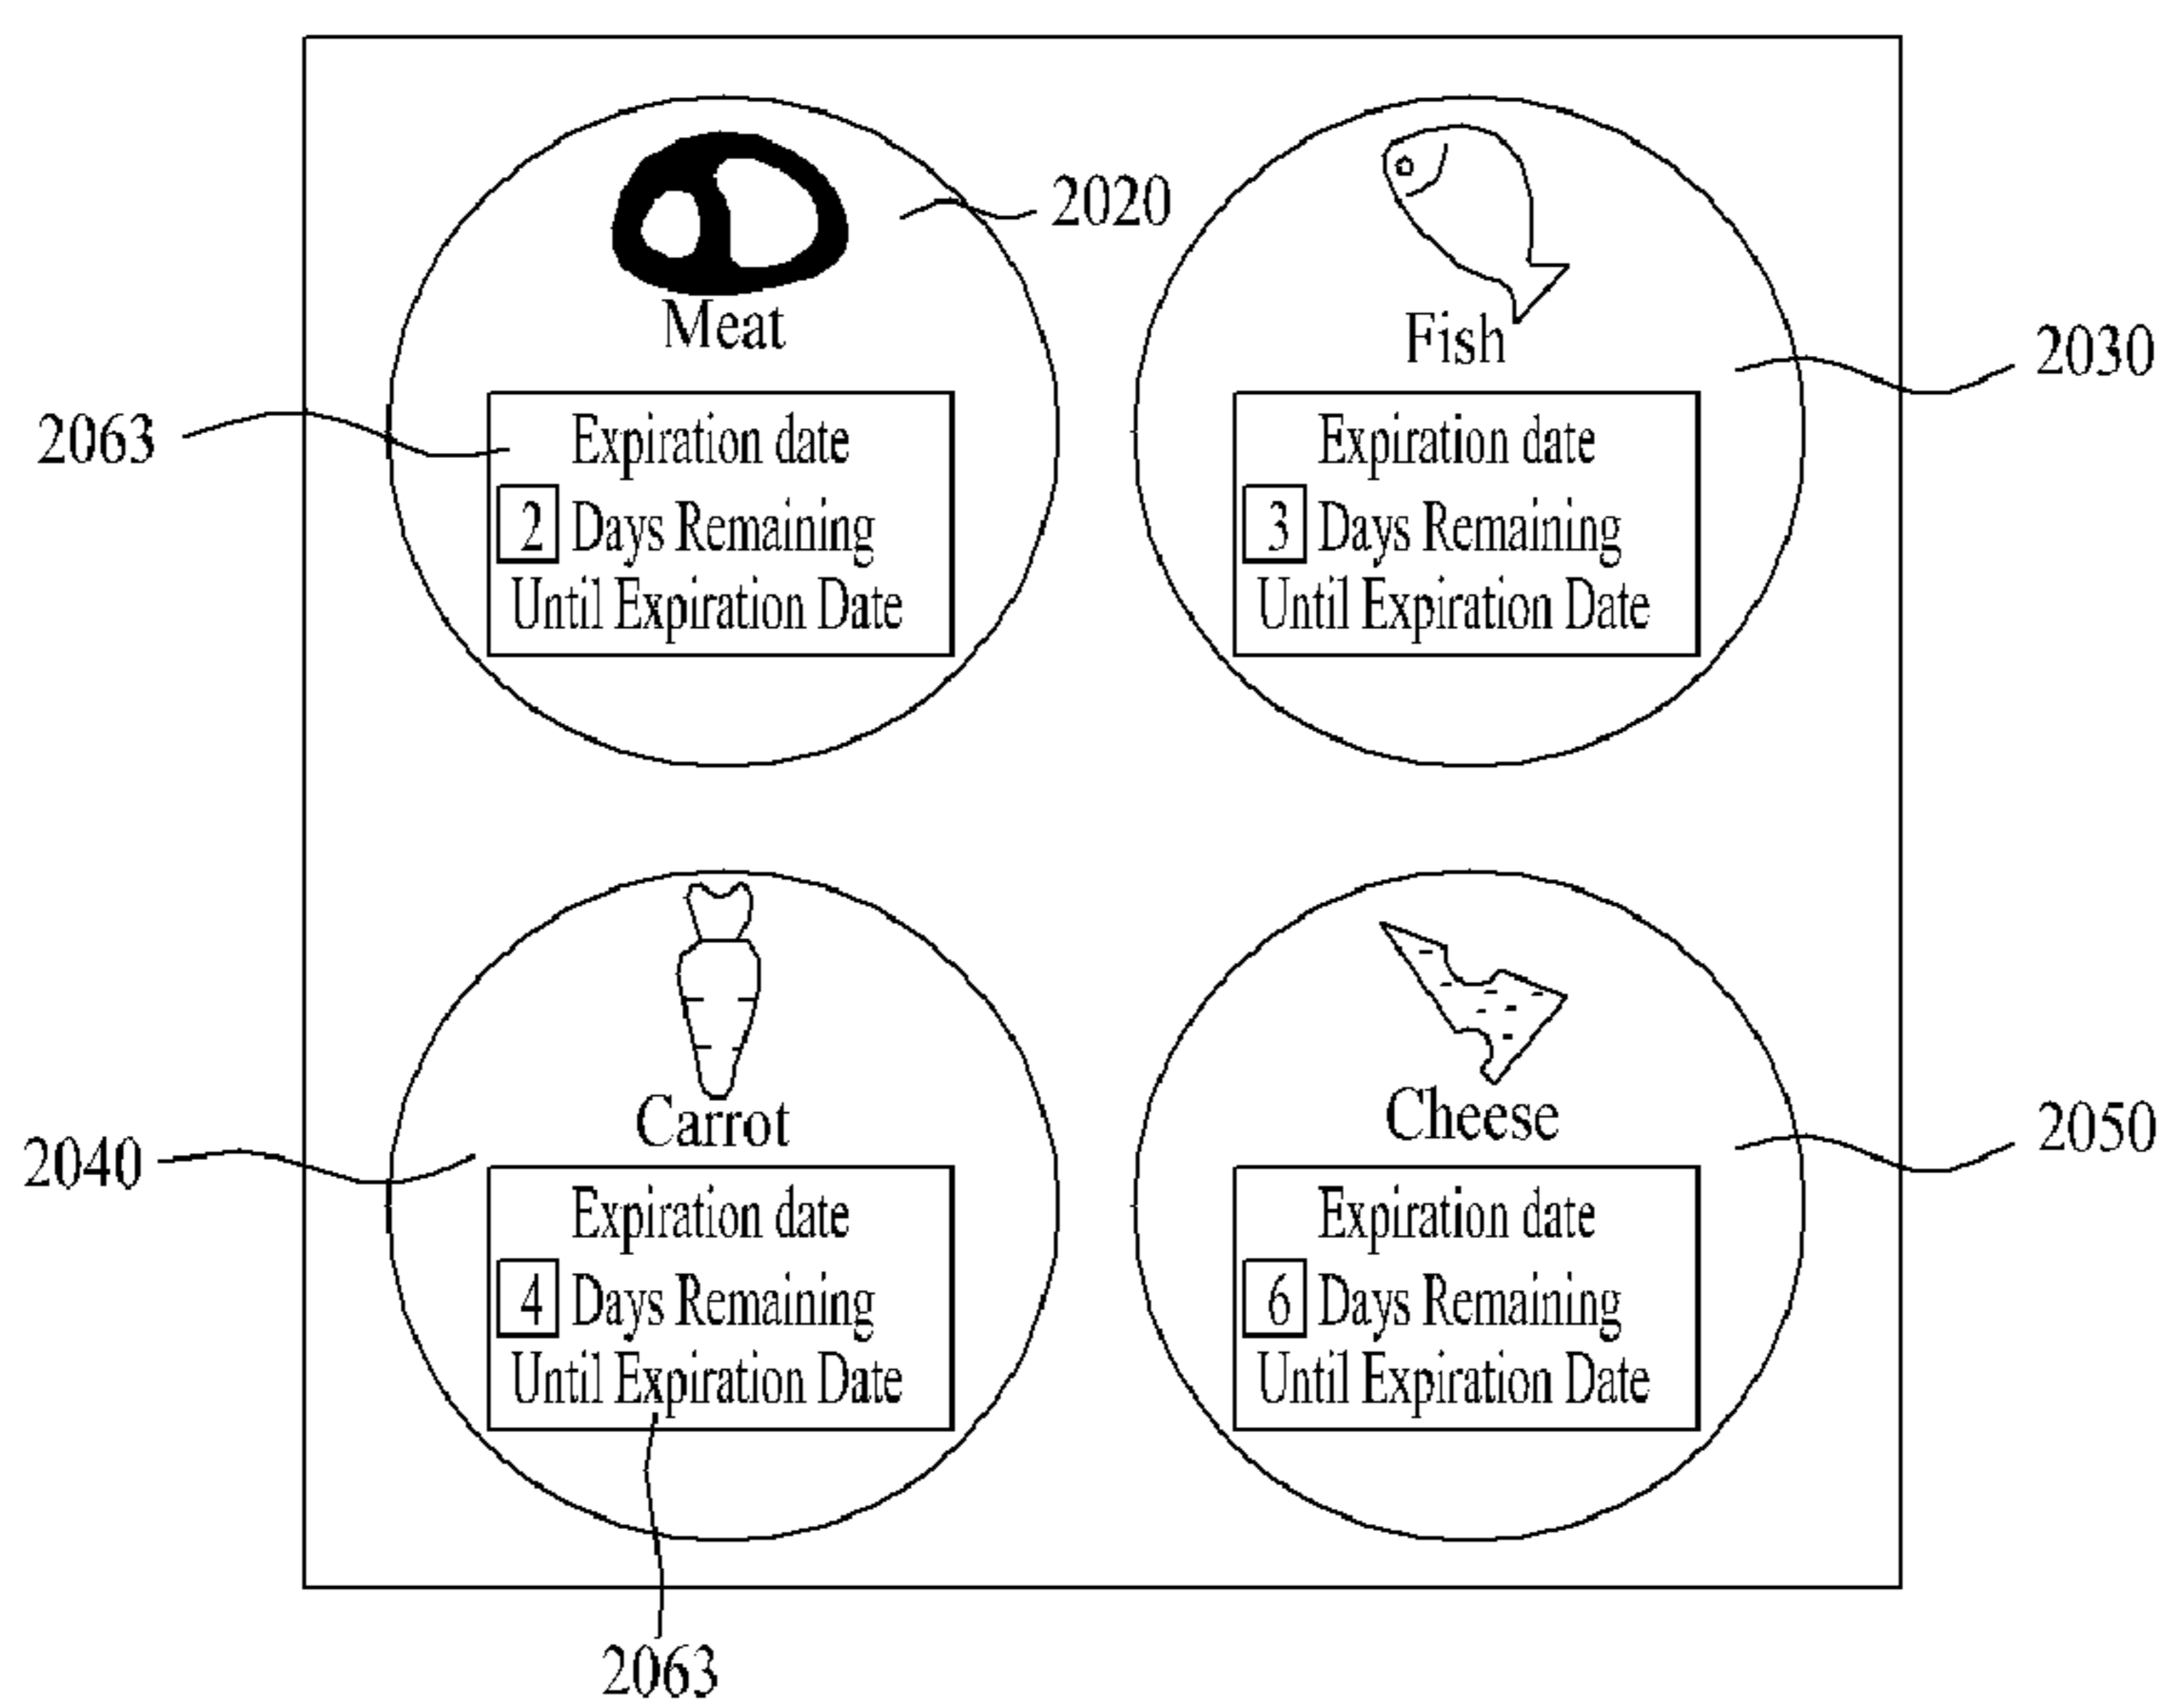 2020
Meat
Fish
2030
2063
Expiration date
2 Days Remaining
Until Expiration Date
Expiration date
3 Days Remaining
Until Expiration Date
Carrot
Cheese
2040
2050
Expiration date
4 Days Remaining
Until Expiration Date
Expiration date
6 Days Remaining
Until Expiration Date
2063